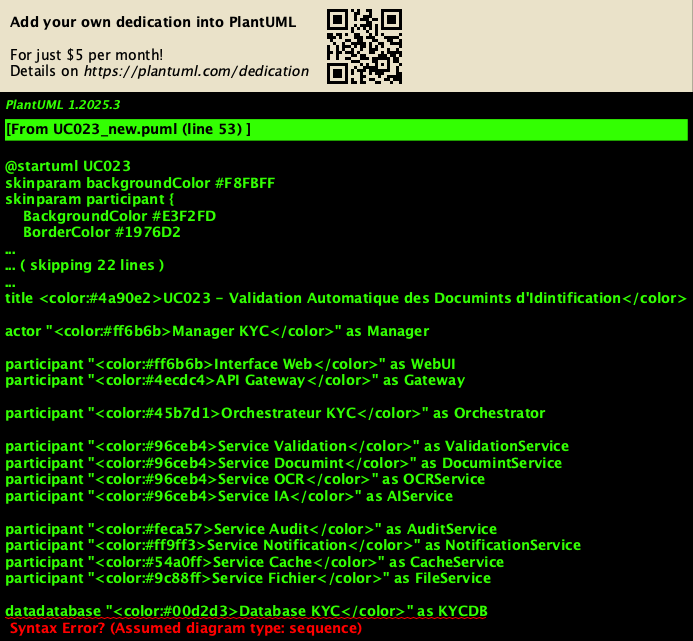 Add your own dedication into PlantUML
For just $5 per month!
Details on https://plantuml.com/dedication
PlantUML 1.2025.3
[From UC023_new.puml (line 53) ]
@startuml UC023
skinparam backgroundColor #F8FBFF
skinparam participant {
    BackgroundColor #E3F2FD
    BorderColor #1976D2
...
... ( skipping 22 lines )
...
title <color:#4a90e2>UC023 - Validation Automatique des Documints d'Idintification</color>
actor "<color:#ff6b6b>Manager KYC</color>" as Manager
participant "<color:#ff6b6b>Interface Web</color>" as WebUI
participant "<color:#4ecdc4>API Gateway</color>" as Gateway
participant "<color:#45b7d1>Orchestrateur KYC</color>" as Orchestrator
participant "<color:#96ceb4>Service Validation</color>" as ValidationService
participant "<color:#96ceb4>Service Documint</color>" as DocumintService
participant "<color:#96ceb4>Service OCR</color>" as OCRService
participant "<color:#96ceb4>Service IA</color>" as AIService
participant "<color:#feca57>Service Audit</color>" as AuditService
participant "<color:#ff9ff3>Service Notification</color>" as NotificationService
participant "<color:#54a0ff>Service Cache</color>" as CacheService
participant "<color:#9c88ff>Service Fichier</color>" as FileService
datadatabase "<color:#00d2d3>Database KYC</color>" as KYCDB
Syntax Error? (Assumed diagram type: sequence)